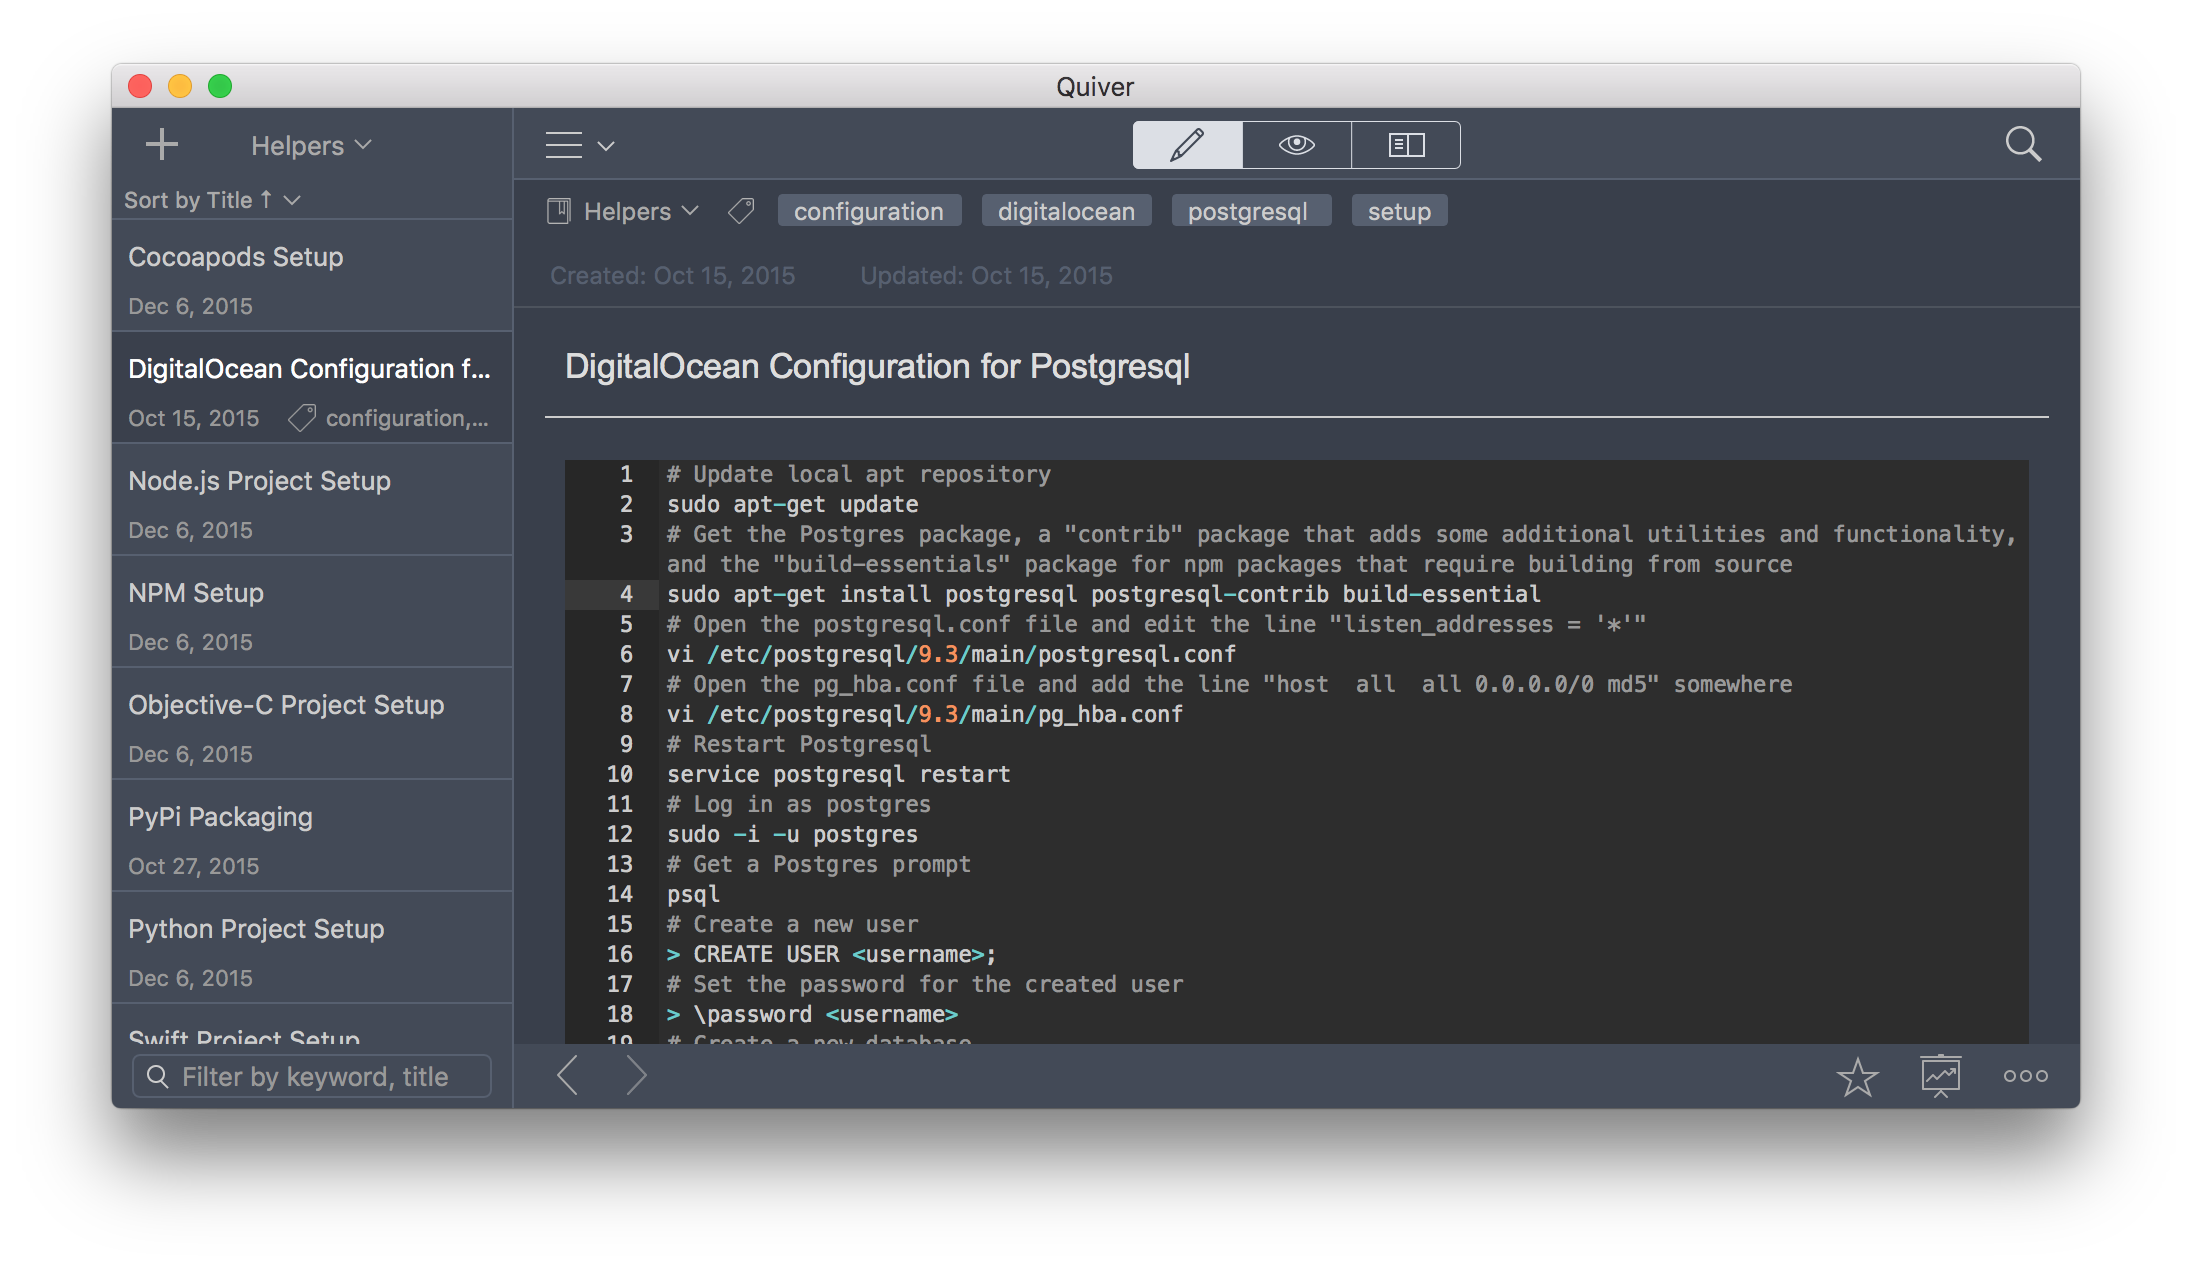 Quiver
Helpers
Sort by Title ↑
Cocoapods Setup
Dec 6, 2015
DigitalOcean Configuration f...
Oct 15, 2015 configuration,...
Node.js Project Setup
Dec 6, 2015
NPM Setup
Dec 6, 2015
Objective-C Project Setup
Dec 6, 2015
PyPi Packaging
Oct 27, 2015
Python Project Setup
Dec 6, 2015
Swift Project Setup
Filter by keyword, title
Helpers configuration digitalocean postgresql setup
Created: Oct 15, 2015 Updated: Oct 15, 2015
DigitalOcean Configuration for Postgresql
1 # Update local apt repository
2 sudo apt-get update
3 # Get the Postgres package, a "contrib" package that adds some additional utilities and functionality,
and the "build-essentials" package for npm packages that require building from source
4 sudo apt-get install postgresql postgresql-contrib build-essential
5 # Open the postgresql.conf file and edit the line "listen_addresses = '*'"
6 vi /etc/postgresql/9.3/main/postgresql.conf
7 # Open the pg_hba.conf file and add the line "host  all  all 0.0.0.0/0 md5" somewhere
8 vi /etc/postgresql/9.3/main/pg_hba.conf
9 # Restart Postgresql
10 service postgresql restart
11 # Log in as postgres
12 sudo -i -u postgres
13 # Get a Postgres prompt
14 psql
15 # Create a new user
16 > CREATE USER <username>;
17 # Set the password for the created user
18 > \password <username>
19 # Create a new database